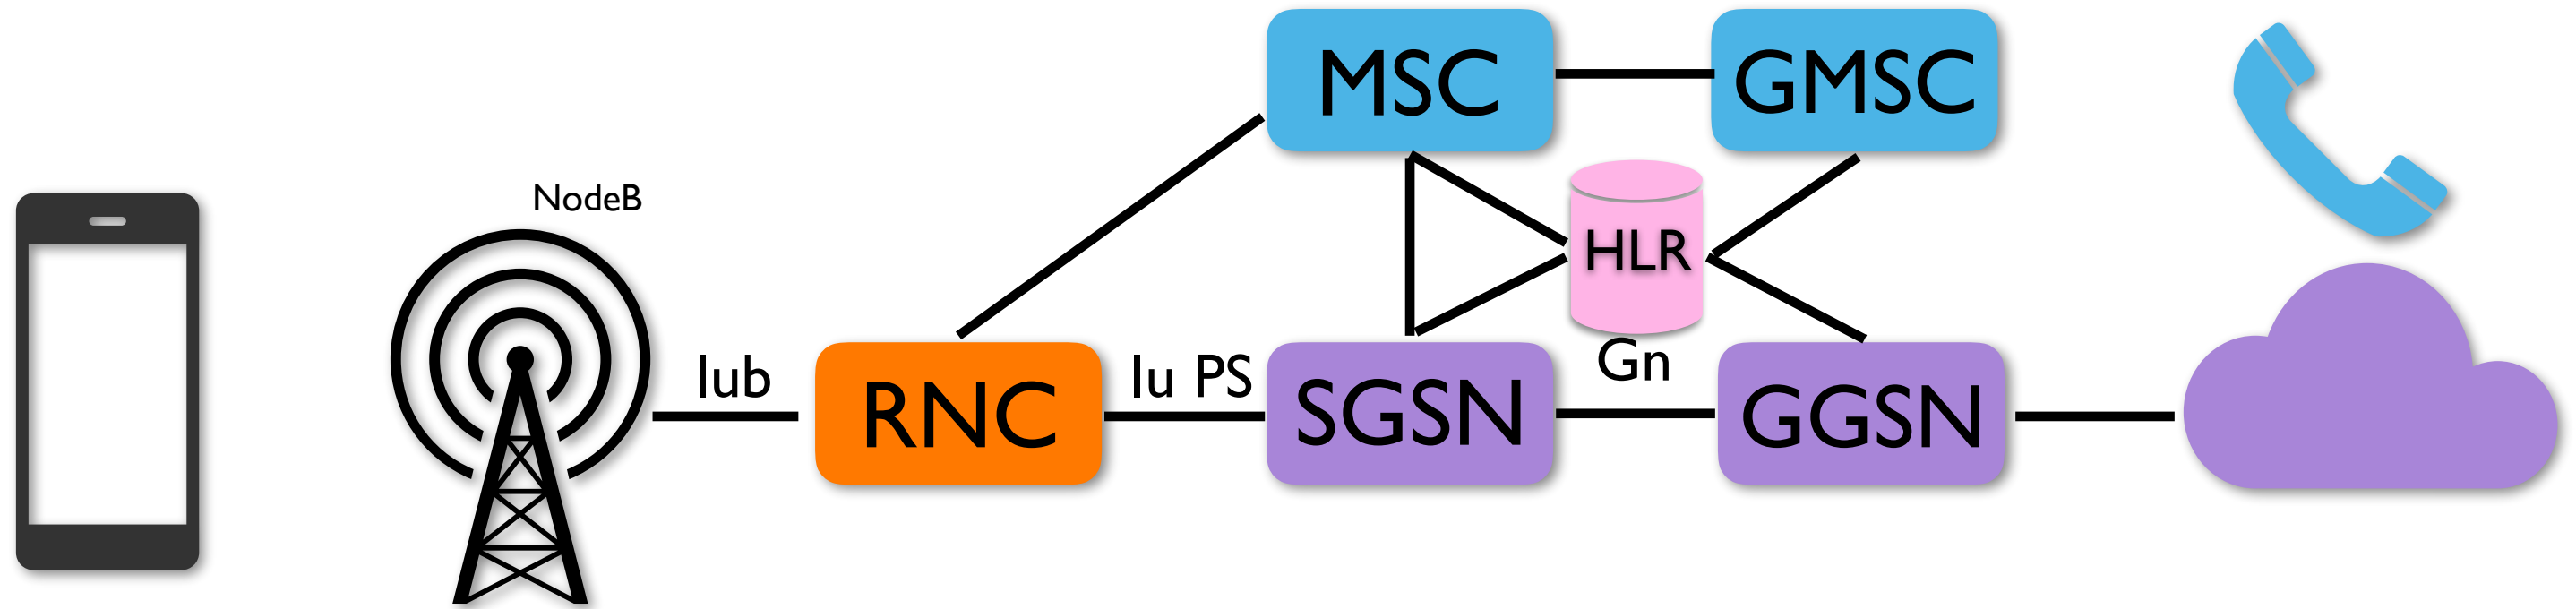 MSC
GMSC
NodeB
HLR
Iub
Iu PS
Gn
RNC
SGSN
GGSN